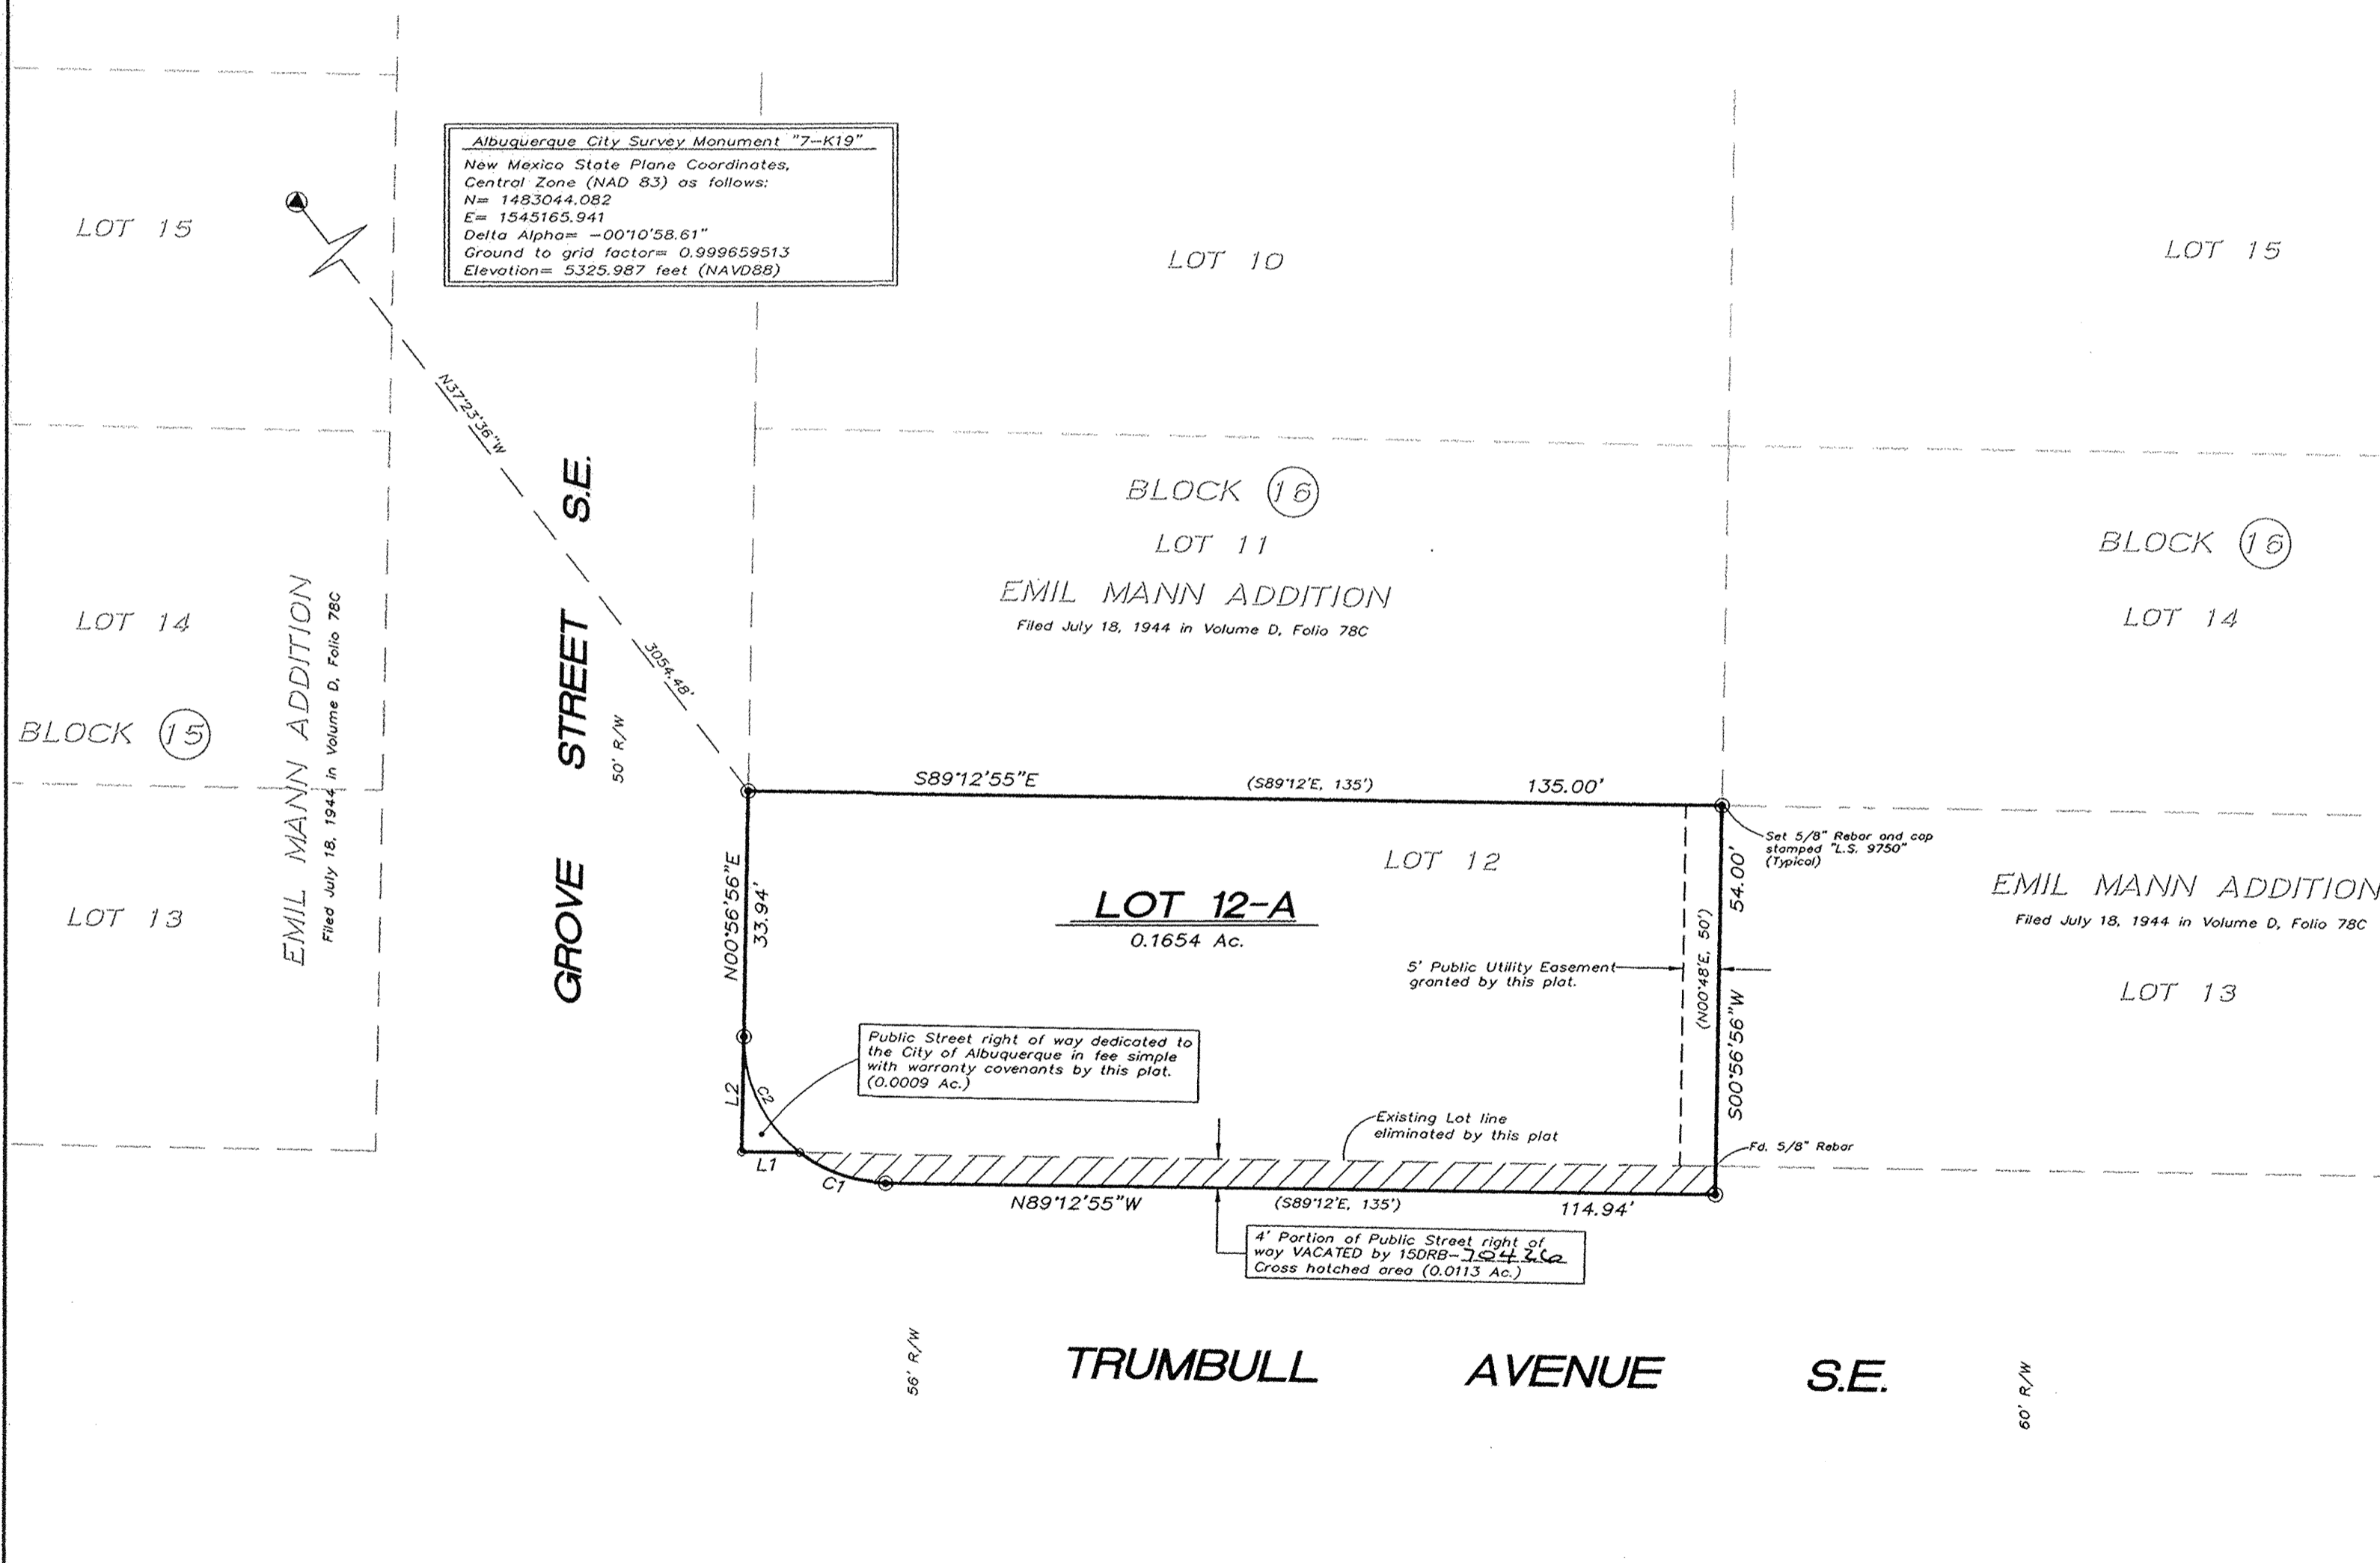 Albuquerque City Survey Monument "7-K19"
New Mexico State Plane Coordinates,
Central Zone (NAD 83) as follows:
N= 1483044.082
E= 1545165.941
Delta Alpha= -00°10'58.61"
Ground to grid factor= 0.999659513
Elevation= 5325.987 feet (NAVD88)
LOT 15
LOT 10
LOT 15
N37°23'36"W
3054.48'
GROVE STREET S.E.
50' R/W
BLOCK 16
LOT 11
EMIL MANN ADDITION
Filed July 18, 1944 in Volume D, Folio 78C
BLOCK 16
LOT 14
LOT 14
BLOCK 15
EMIL MANN ADDITION
Filed July 18, 1944 in Volume D, Folio 78C
LOT 13
S89°12'55"E
(S89°12'E, 135')
135.00'
Set 5/8" Rebar and cap
stamped "L.S. 9750"
(Typical)
LOT 12
LOT 12-A
0.1654 Ac.
N00°56'56"E
33.94'
54.00'
(N00°48'E, 50')
S00°56'56"W
5' Public Utility Easement
granted by this plat.
EMIL MANN ADDITION
Filed July 18, 1944 in Volume D, Folio 78C
LOT 13
Public Street right of way dedicated to
the City of Albuquerque in fee simple
with warranty covenants by this plat.
(0.0009 Ac.)
L2
C2
L1
C1
Existing Lot line
eliminated by this plat
Fd. 5/8" Rebar
N89°12'55"W
(S89°12'E, 135')
114.94'
4' Portion of Public Street right of
way VACATED by 15DRB-70426
Cross hatched area (0.0113 Ac.)
56' R/W
TRUMBULL AVENUE S.E.
60' R/W